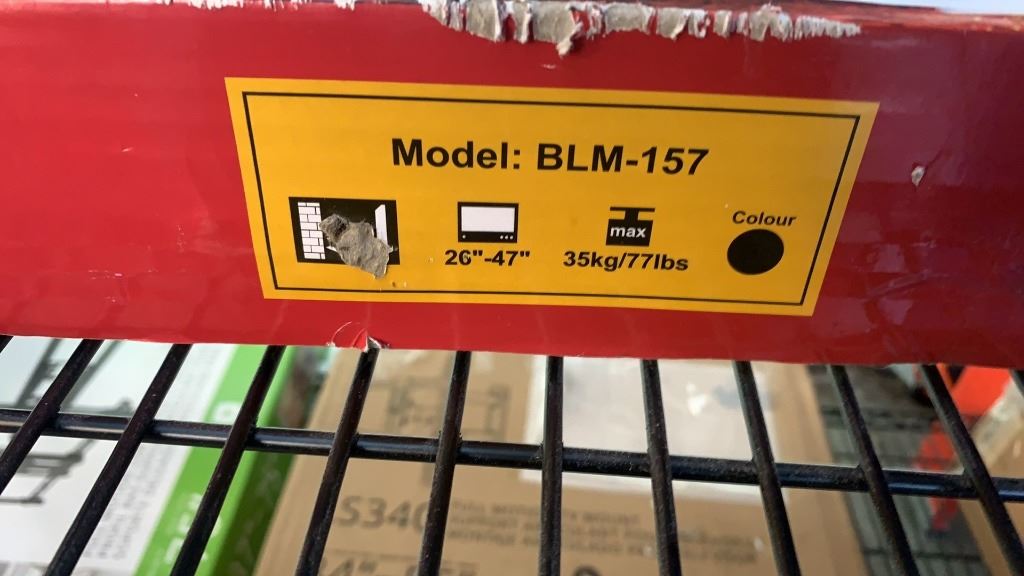 Model: BLM-157
Colour
max
26"-47"
35kg/77lbs
S340